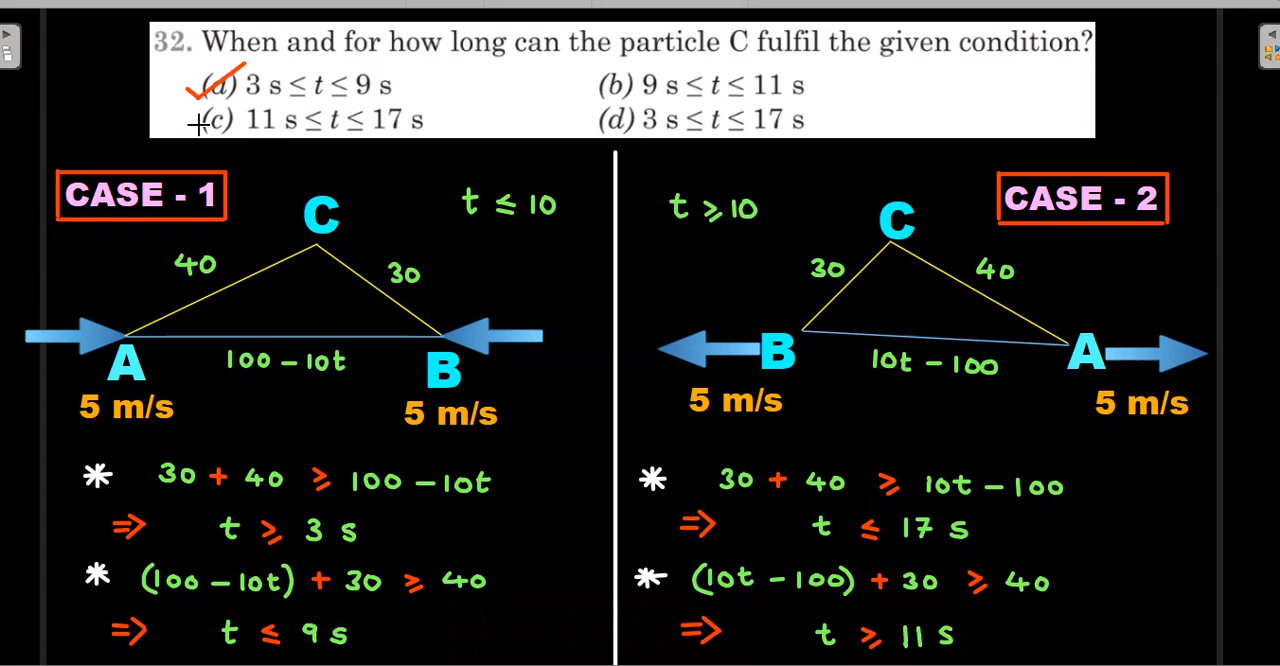 32. When and for how long can the particle C fulfil the given condition?
(a) 3 s ≤ t ≤ 9 s (b) 9 s ≤ t ≤ 11 s
(c) 11 s ≤ t ≤ 17 s (d) 3 s ≤ t ≤ 17 s
CASE - 1
t ≤ 10
C
40
30
A
100 - 10t
B
5 m/s
5 m/s
* 30 + 40 ≥ 100 - 10t
⇒ t ≥ 3 s
* (100 - 10t) + 30 ≥ 40
⇒ t ≤ 9 s
t ≥ 10
CASE - 2
C
30
40
B
10t - 100
A
5 m/s
5 m/s
* 30 + 40 ≥ 10t - 100
⇒ t ≤ 17 s
* (10t - 100) + 30 ≥ 40
⇒ t ≥ 11 s